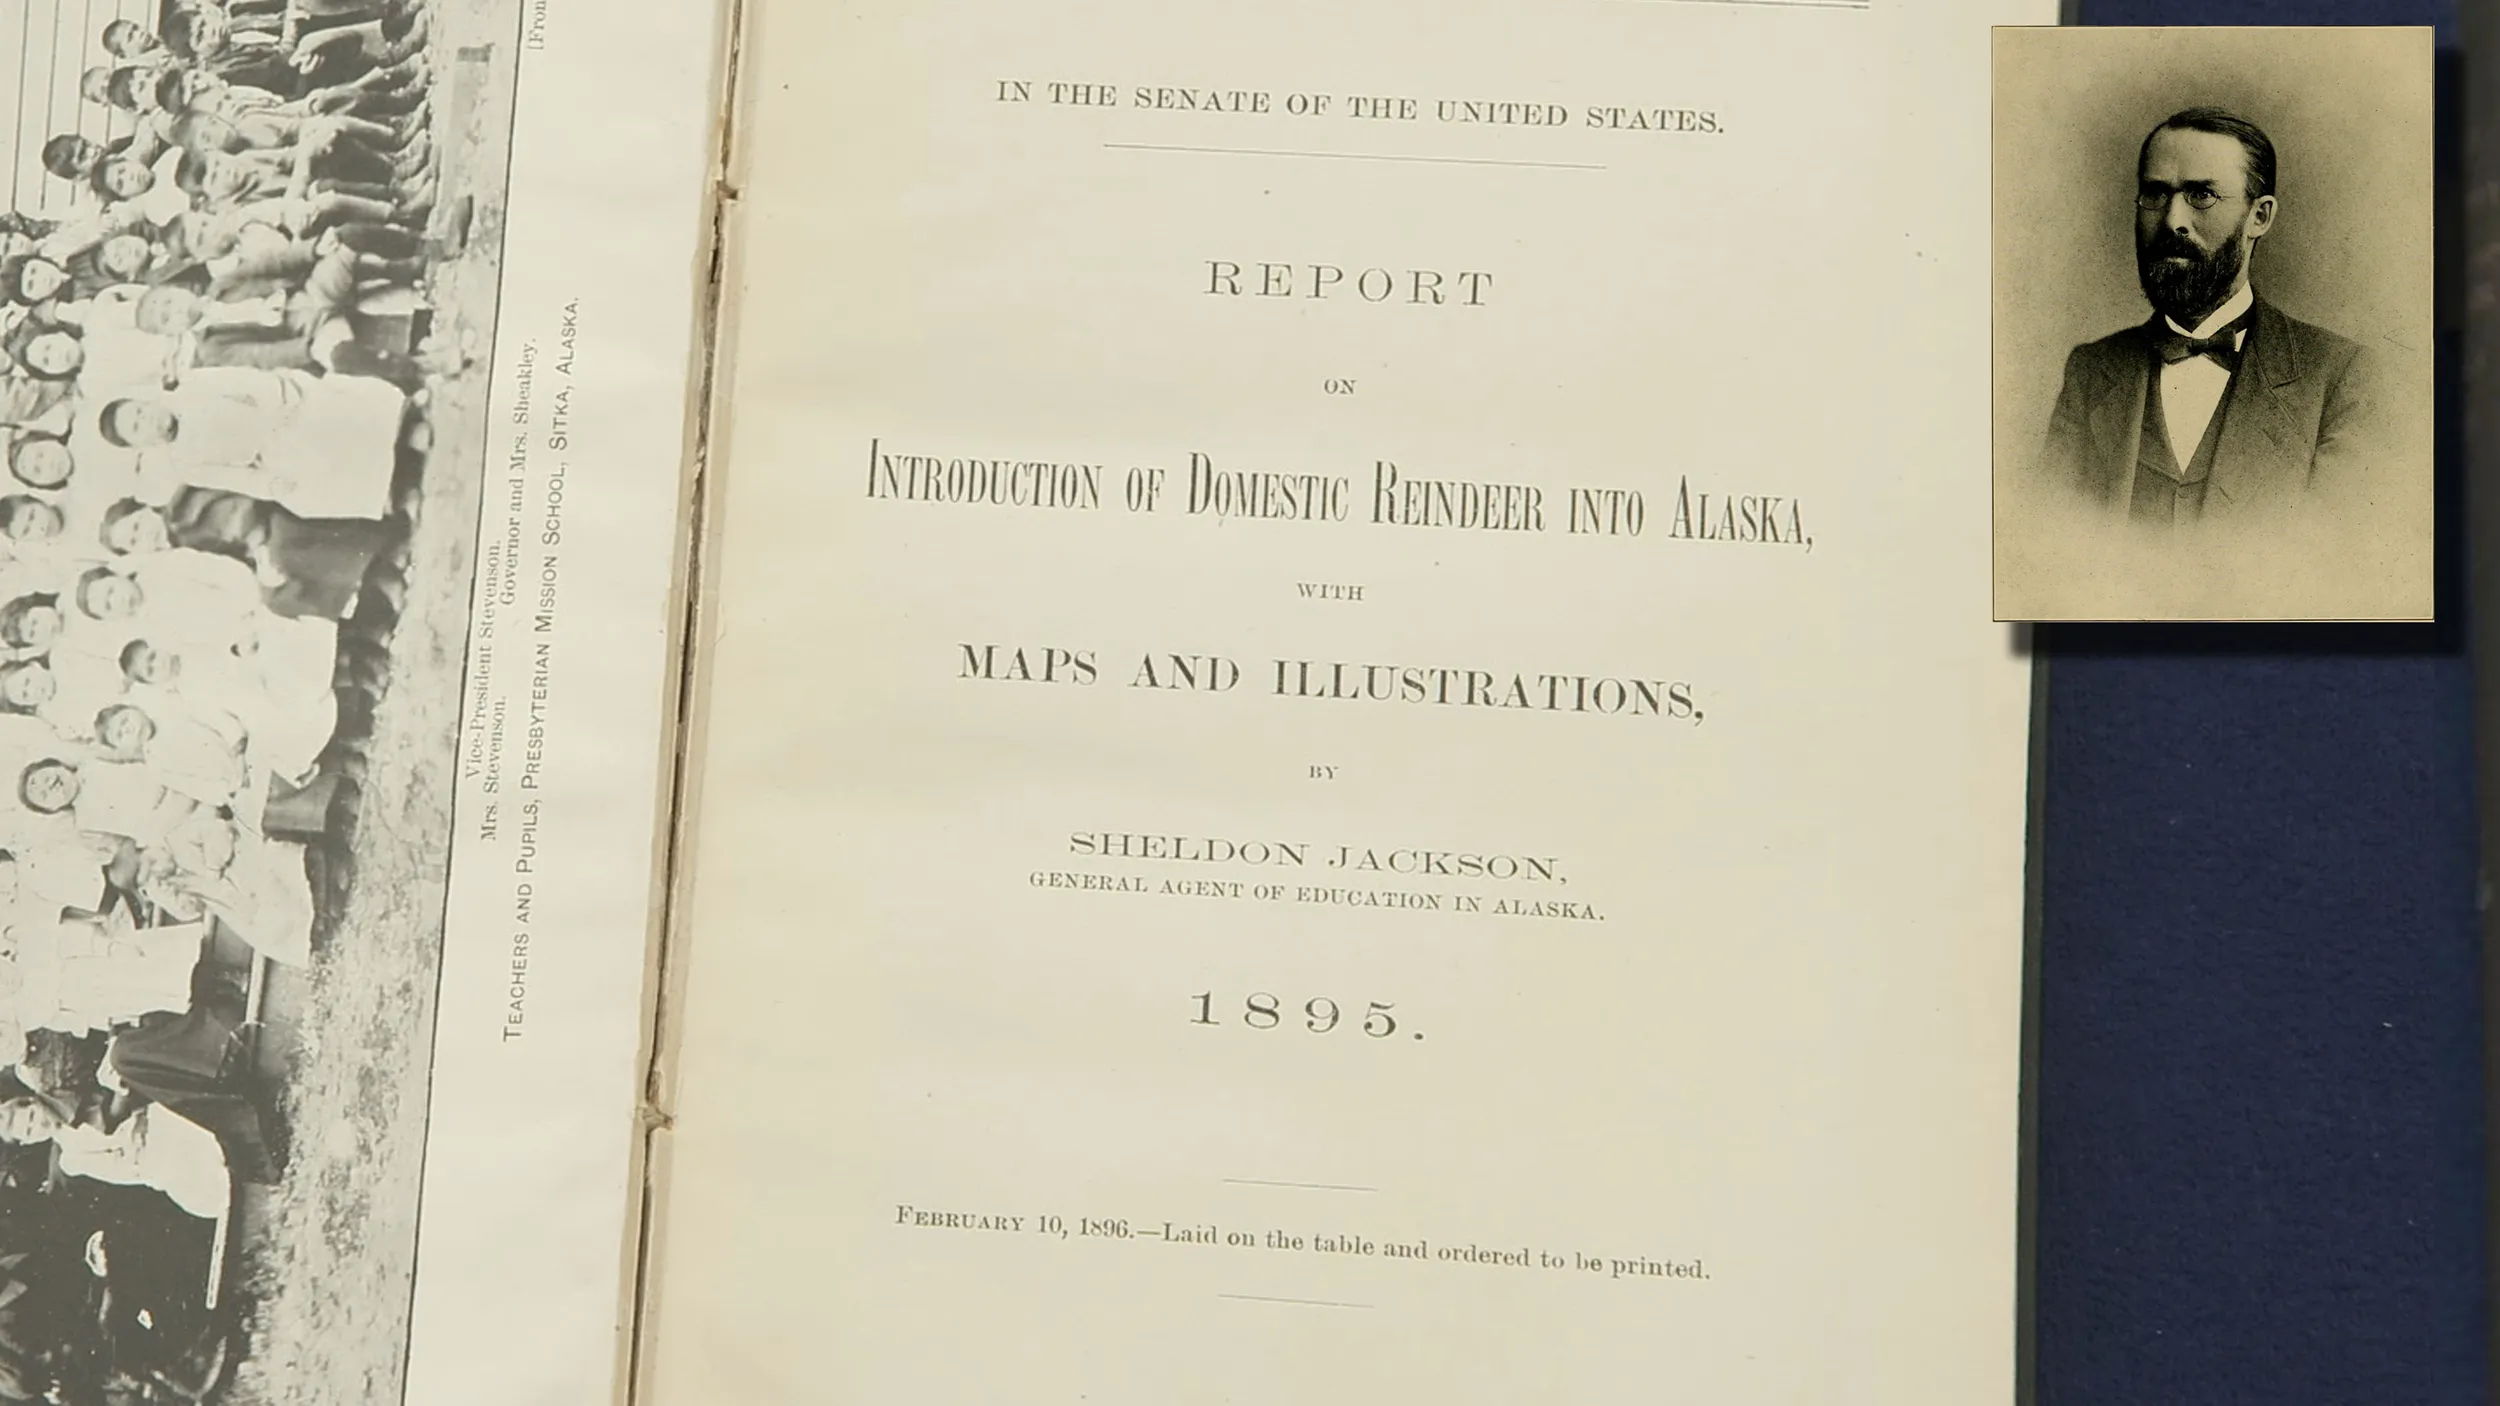 [Fron
Vice-President Stevenson.
Mrs. Stevenson. Governor and Mrs. Sheakley.
TEACHERS AND PUPILS, PRESBYTERIAN MISSION SCHOOL, SITKA, ALASKA.
IN THE SENATE OF THE UNITED STATES.
REPORT
ON
INTRODUCTION OF DOMESTIC REINDEER INTO ALASKA,
WITH
MAPS AND ILLUSTRATIONS,
BY
SHELDON JACKSON,
GENERAL AGENT OF EDUCATION IN ALASKA.
1895.
FEBRUARY 10, 1896.—Laid on the table and ordered to be printed.